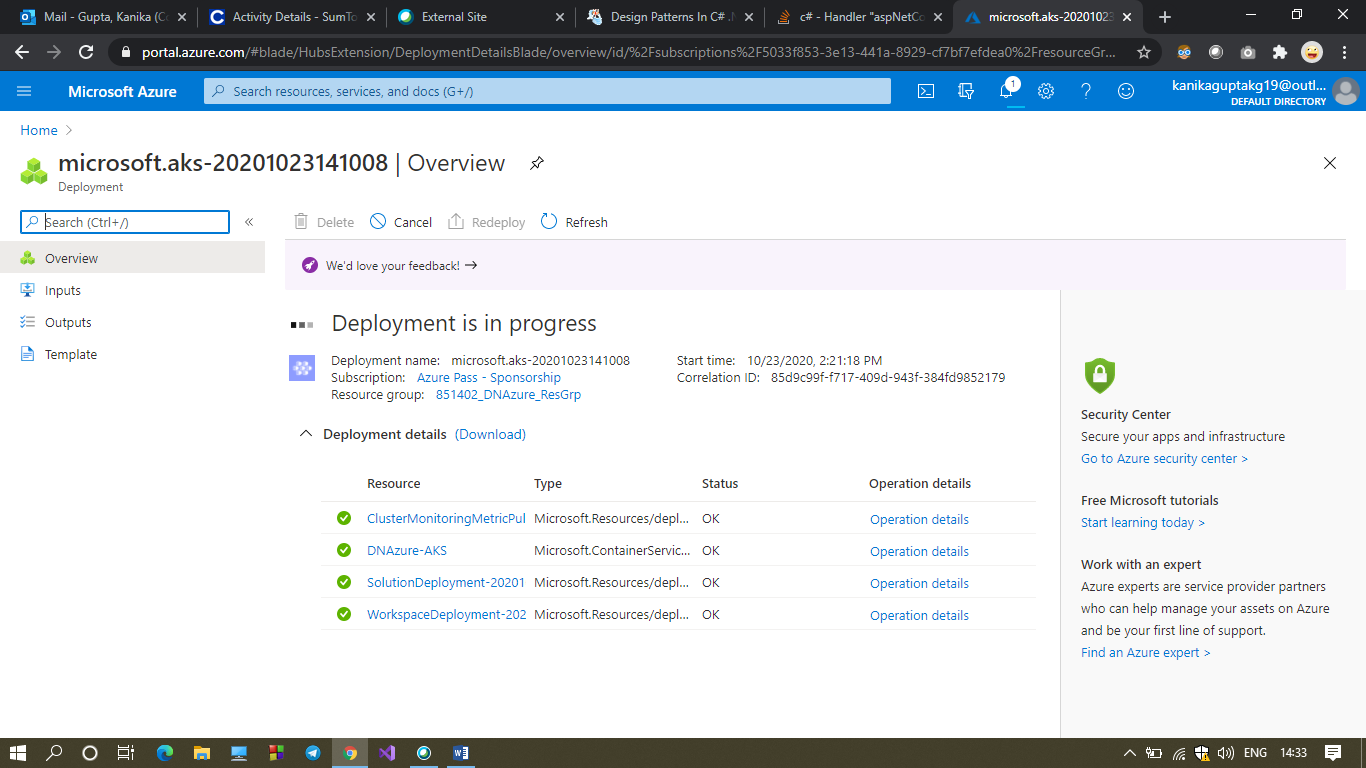 Mail - Gupta, Kanika (Co
Activity Details - SumTo
External Site
Design Patterns In C# .N
c# - Handler "aspNetCo
microsoft.aks-20201023
portal.azure.com/#blade/HubsExtension/DeploymentDetailsBlade/overview/id/%2Fsubscriptions%2F5033f853-3e13-441a-8929-cf7bf7efdea0%2FresourceGr...
Microsoft Azure
Search resources, services, and docs (G+/)
1
kanikaguptakg19@outl...
DEFAULT DIRECTORY
Home
microsoft.aks-20201023141008 | Overview
Deployment
Search (Ctrl+/)
«
Delete
Cancel
Redeploy
Refresh
Overview
Inputs
Outputs
Template
We'd love your feedback! →
Deployment is in progress
Deployment name: microsoft.aks-20201023141008
Subscription: Azure Pass - Sponsorship
Resource group: 851402_DNAzure_ResGrp
Start time: 10/23/2020, 2:21:18 PM
Correlation ID: 85d9c99f-f717-409d-943f-384fd9852179
Deployment details (Download)
Resource Type Status Operation details
ClusterMonitoringMetricPul Microsoft.Resources/depl... OK Operation details
DNAzure-AKS Microsoft.ContainerServic... OK Operation details
SolutionDeployment-20201 Microsoft.Resources/depl... OK Operation details
WorkspaceDeployment-202 Microsoft.Resources/depl... OK Operation details
Security Center
Secure your apps and infrastructure
Go to Azure security center >
Free Microsoft tutorials
Start learning today >
Work with an expert
Azure experts are service provider partners
who can help manage your assets on Azure
and be your first line of support.
Find an Azure expert >
ENG
14:33